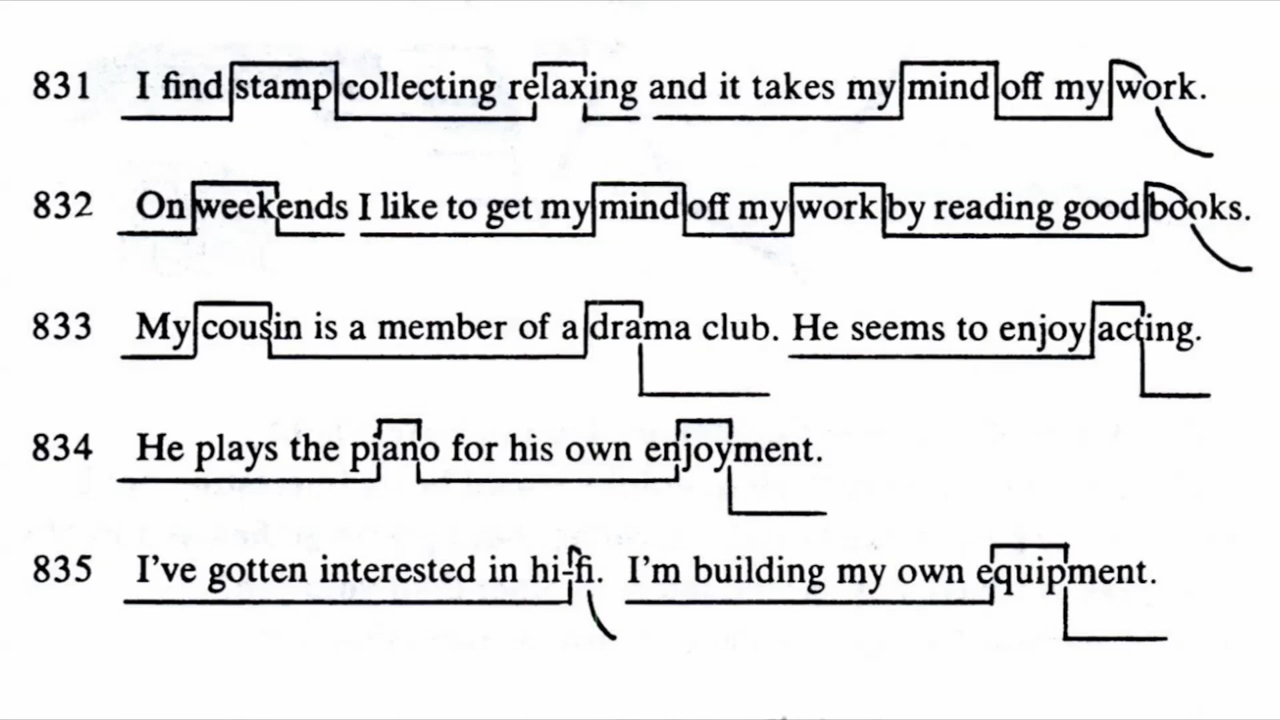 831 I find stamp collecting relaxing and it takes my mind off my work.
832 On weekends I like to get my mind off my work by reading good books.
833 My cousin is a member of a drama club. He seems to enjoy acting.
834 He plays the piano for his own enjoyment.
835 I've gotten interested in hi-fi. I'm building my own equipment.